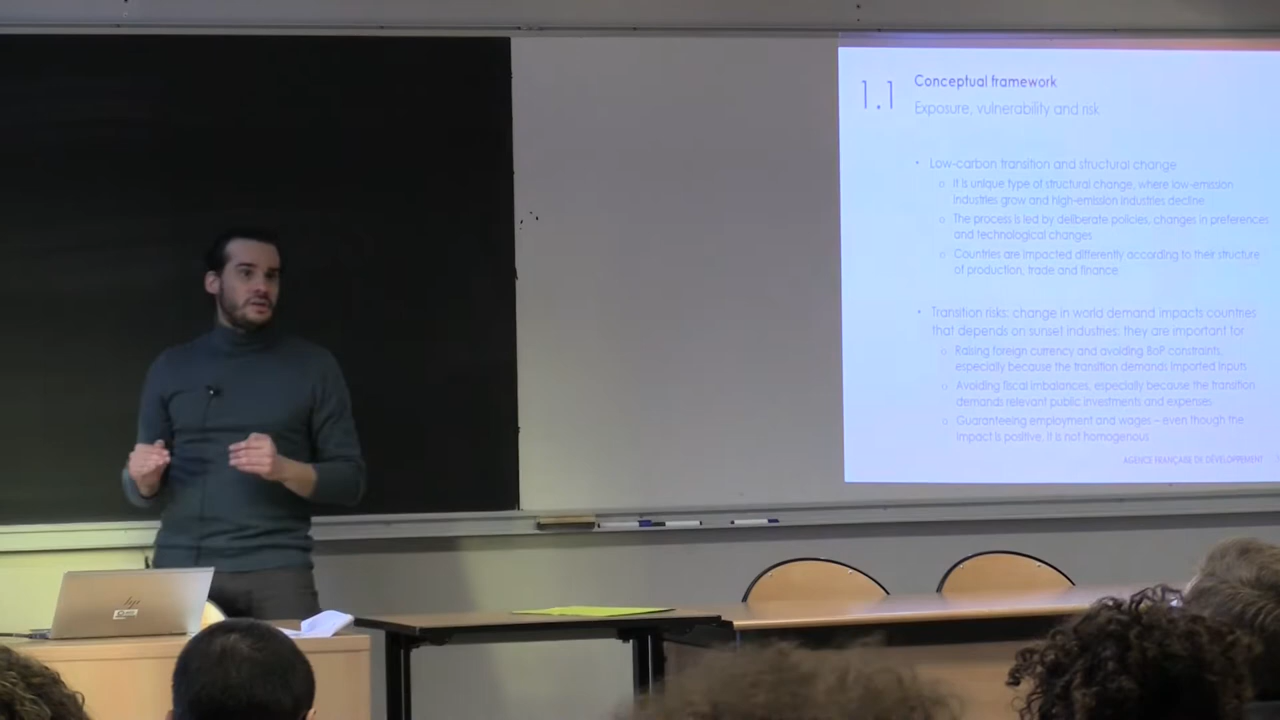 1.1
Conceptual framework
Exposure, vulnerability and risk
• Low-carbon transition and structural change
o It is unique type of structural change, where low-emission
industries grow and high-emission industries decline
o The process is led by deliberate policies, changes in preferences
and technological changes
o Countries are impacted differently according to their structure
of production, trade and finance
• Transition risks: change in world demand impacts countries
that depends on sunset industries: they are important for
o Raising foreign currency and avoiding BoP constraints,
especially because the transition demands imported inputs
o Avoiding fiscal imbalances, especially because the transition
demands relevant public investments and expenses
o Guaranteeing employment and wages – even though the
impact is positive, it is not homogenous
AGENCE FRANÇAISE DE DÉVELOPPEMENT
hp